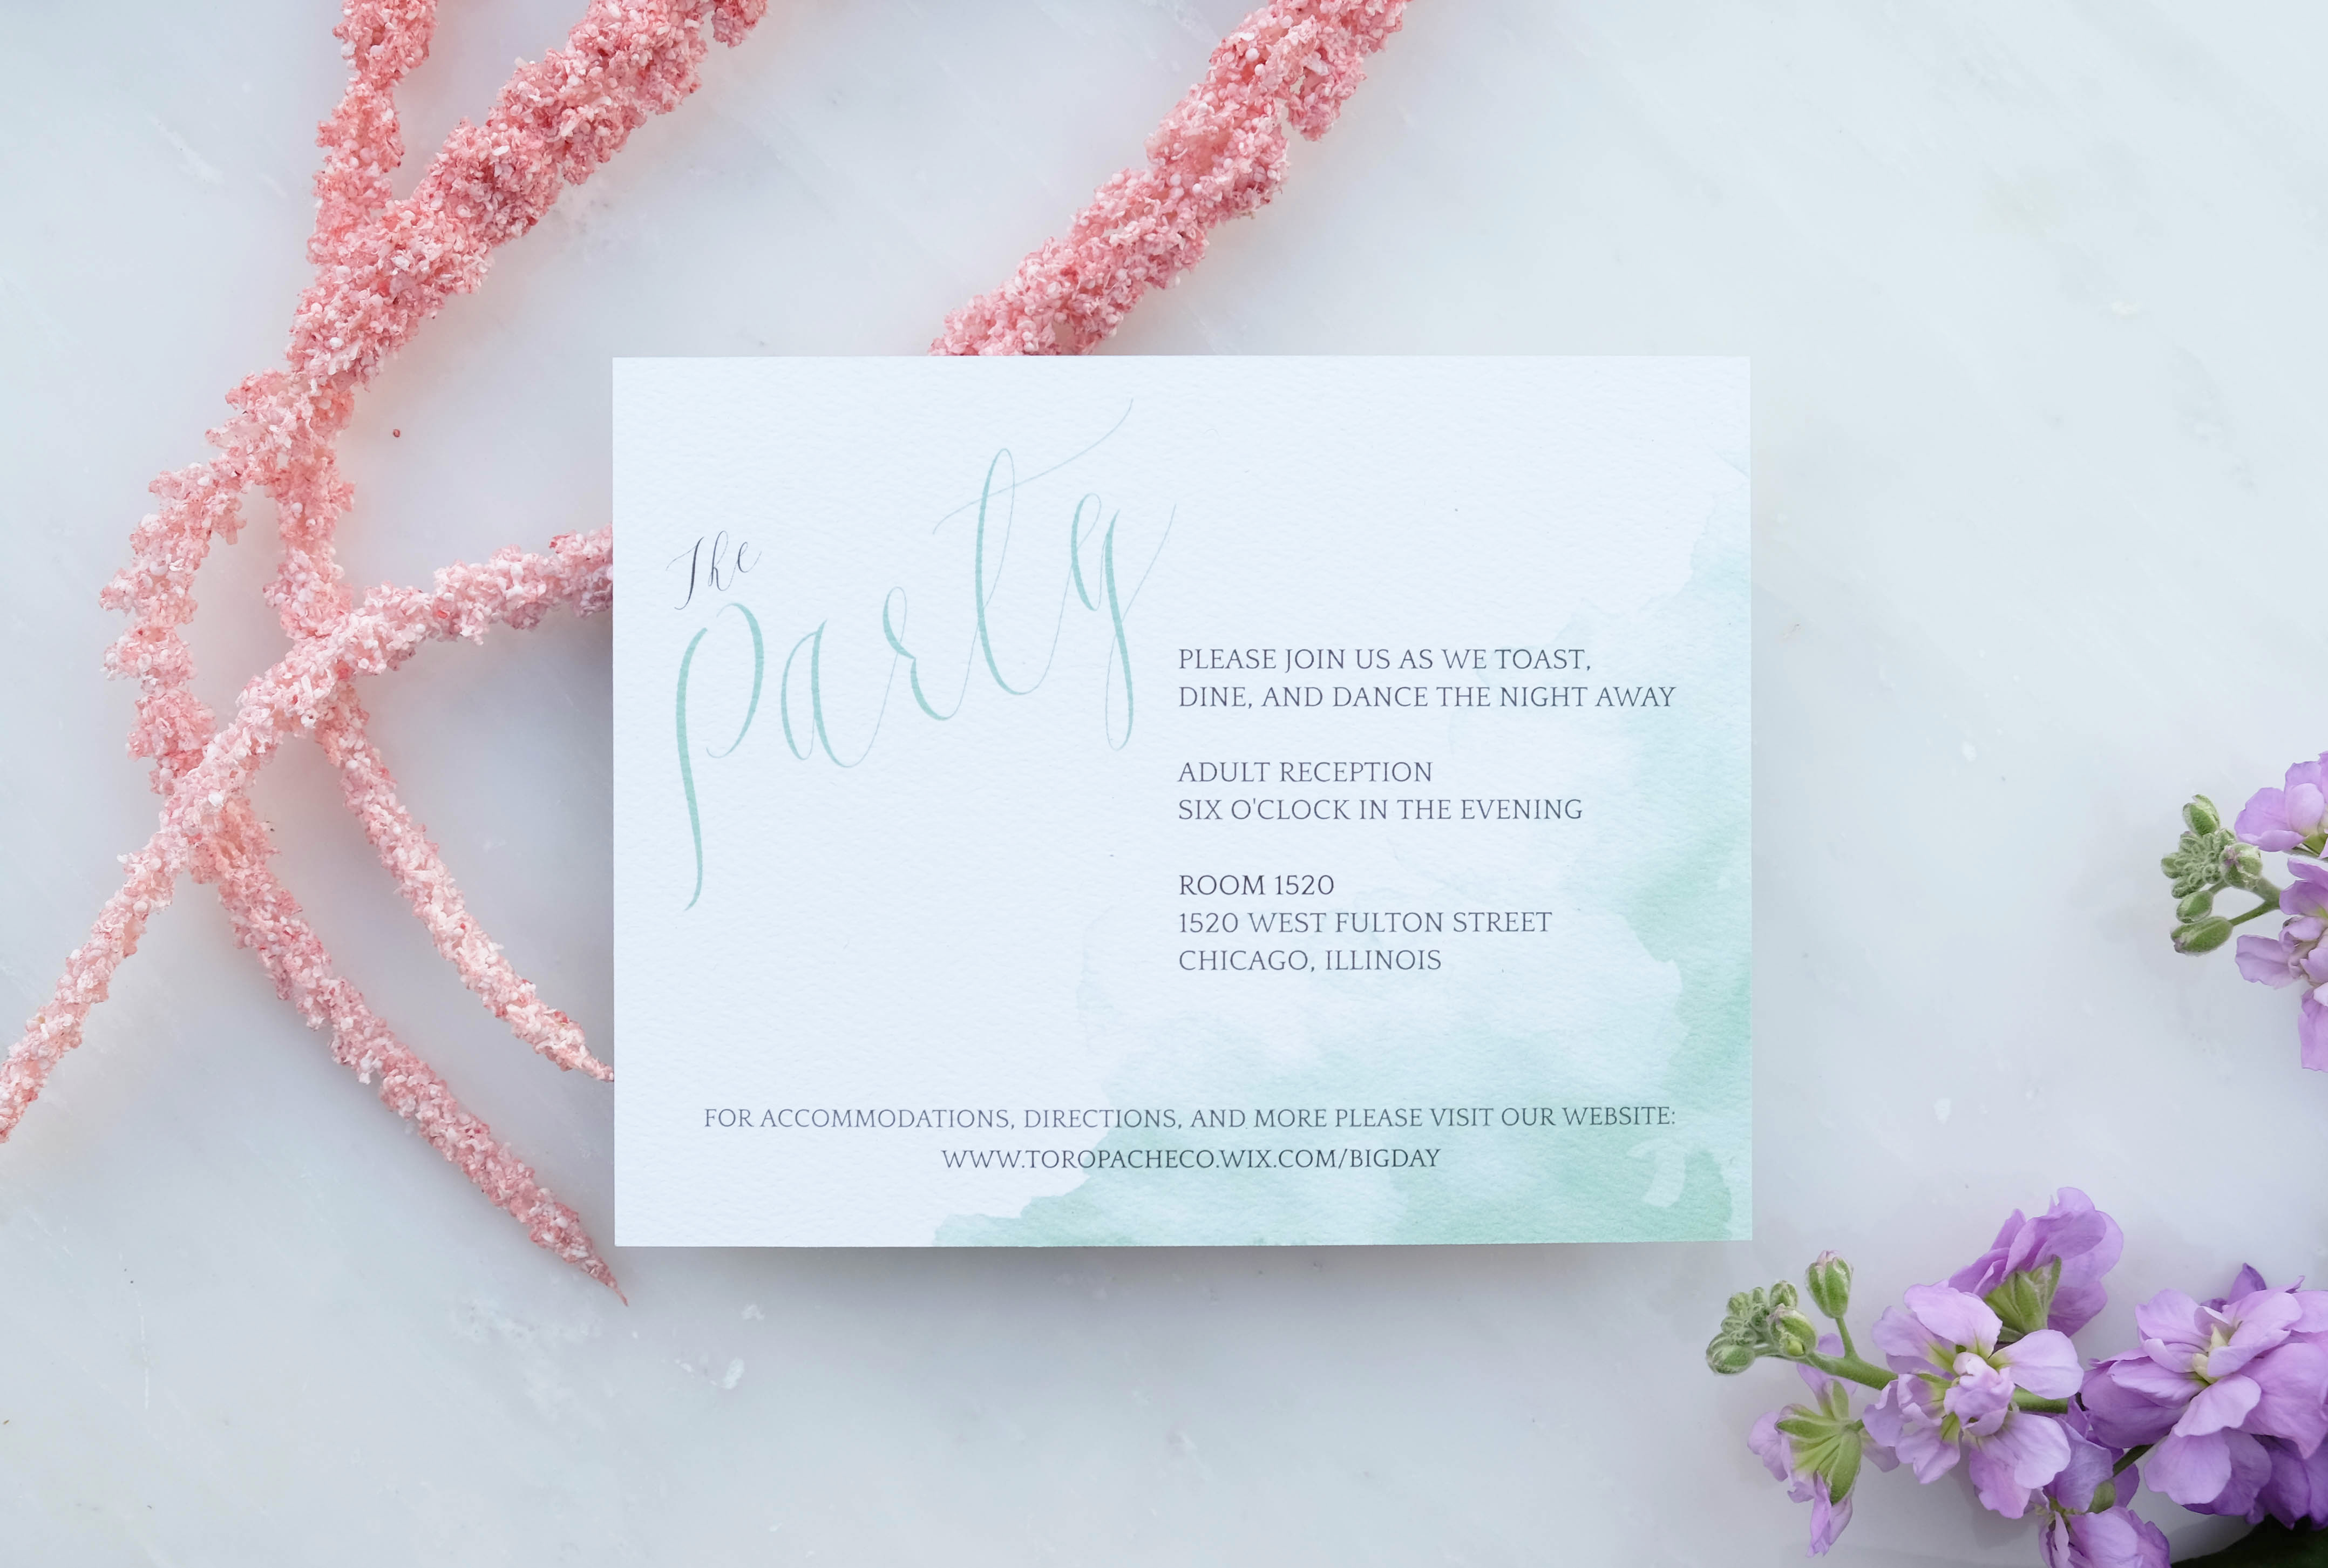 The
party
PLEASE JOIN US AS WE TOAST,
DINE, AND DANCE THE NIGHT AWAY
ADULT RECEPTION
SIX O'CLOCK IN THE EVENING
ROOM 1520
1520 WEST FULTON STREET
CHICAGO, ILLINOIS
FOR ACCOMMODATIONS, DIRECTIONS, AND MORE PLEASE VISIT OUR WEBSITE:
WWW.TOROPACHECO.WIX.COM/BIGDAY